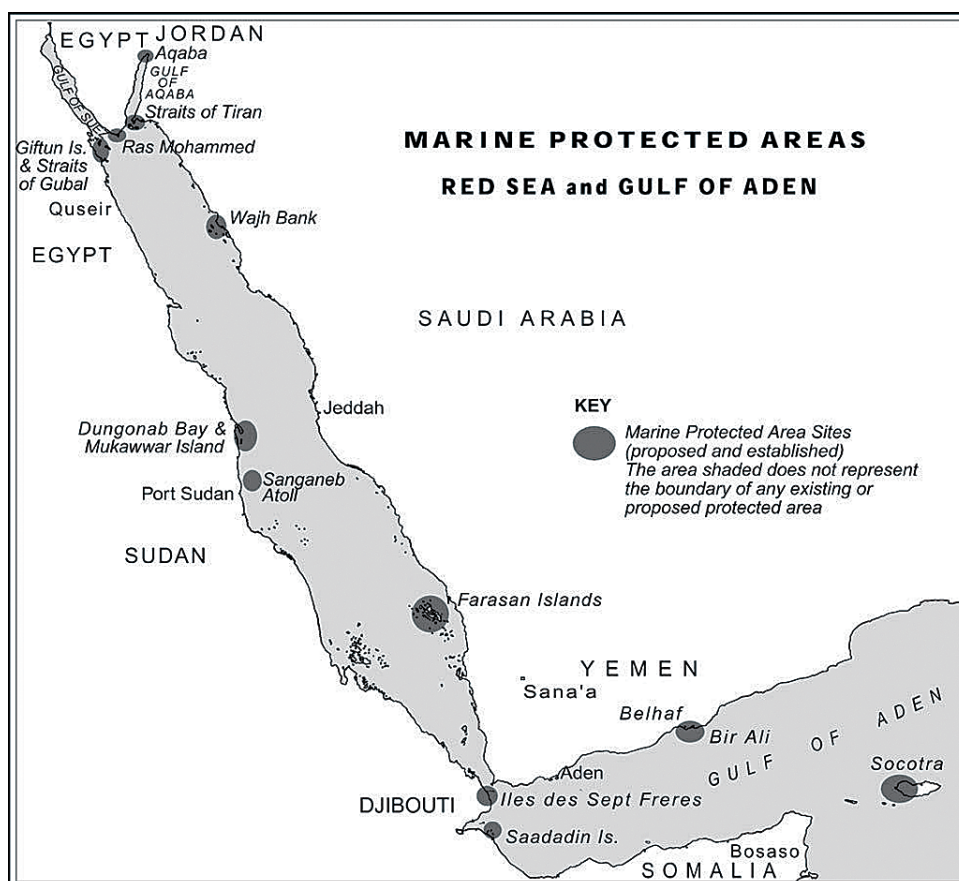 EGYPT
JORDAN
Aqaba
GULF
OF
AQABA
GULF OF SUE
Straits of Tiran
Ras Mohammed
Giftun Is.
& Straits
of Gubal
MARINE PROTECTED AREAS
RED SEA and GULF OF ADEN
Quseir
Wajh Bank
EGYPT
SAUDI ARABIA
Jeddah
KEY
Marine Protected Area Sites
(proposed and established)
The area shaded does not represent
the boundary of any existing or
proposed protected area
Dungonab Bay &
Mukawwar Island
Sanganeb
Atoll
Port Sudan
SUDAN
Farasan Islands
YEMEN
Sana'a
Belhaf
Bir Ali
GULF OF ADEN
Socotra
Aden
DJIBOUTI
Iles des Sept Freres
Saadadin Is.
Bosaso
SOMALIA